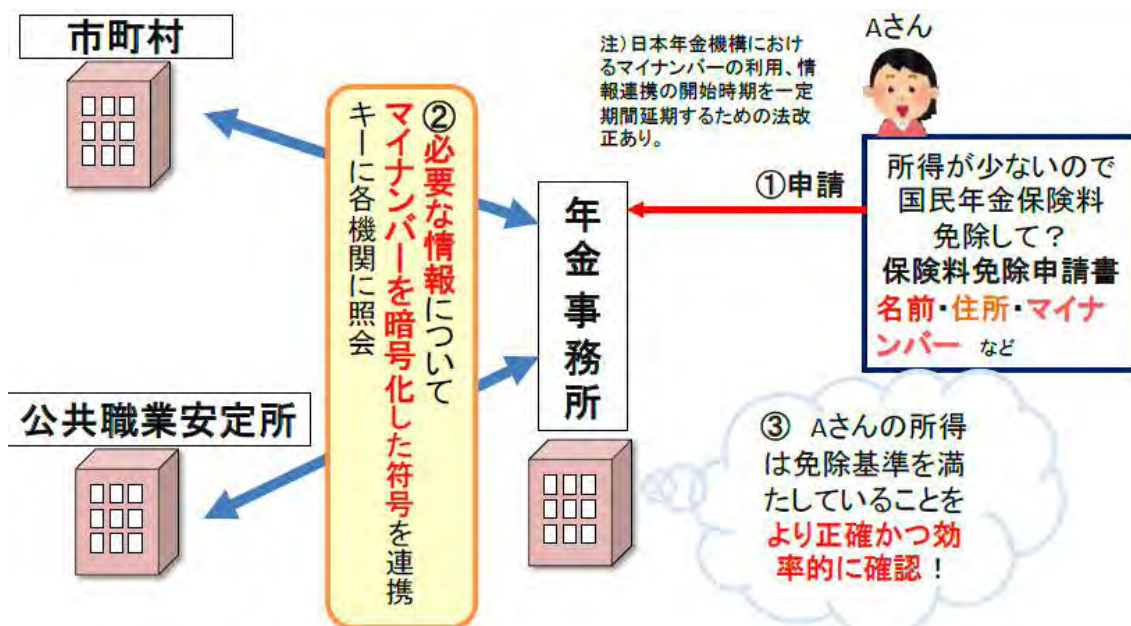 市町村
注）日本年金機構におけ
るマイナンバーの利用、情
報連携の開始時期を一定
期間延期するための法改
正あり。
Aさん
①申請
所得が少ないので
国民年金保険料
免除して？
保険料免除申請書
名前・住所・マイナ
ンバー など
②必要な情報について
マイナンバーを暗号化した符号を連携
キーに各機関に照会
年金事務所
公共職業安定所
③ Aさんの所得
は免除基準を満
たしていることを
より正確かつ効
率的に確認！